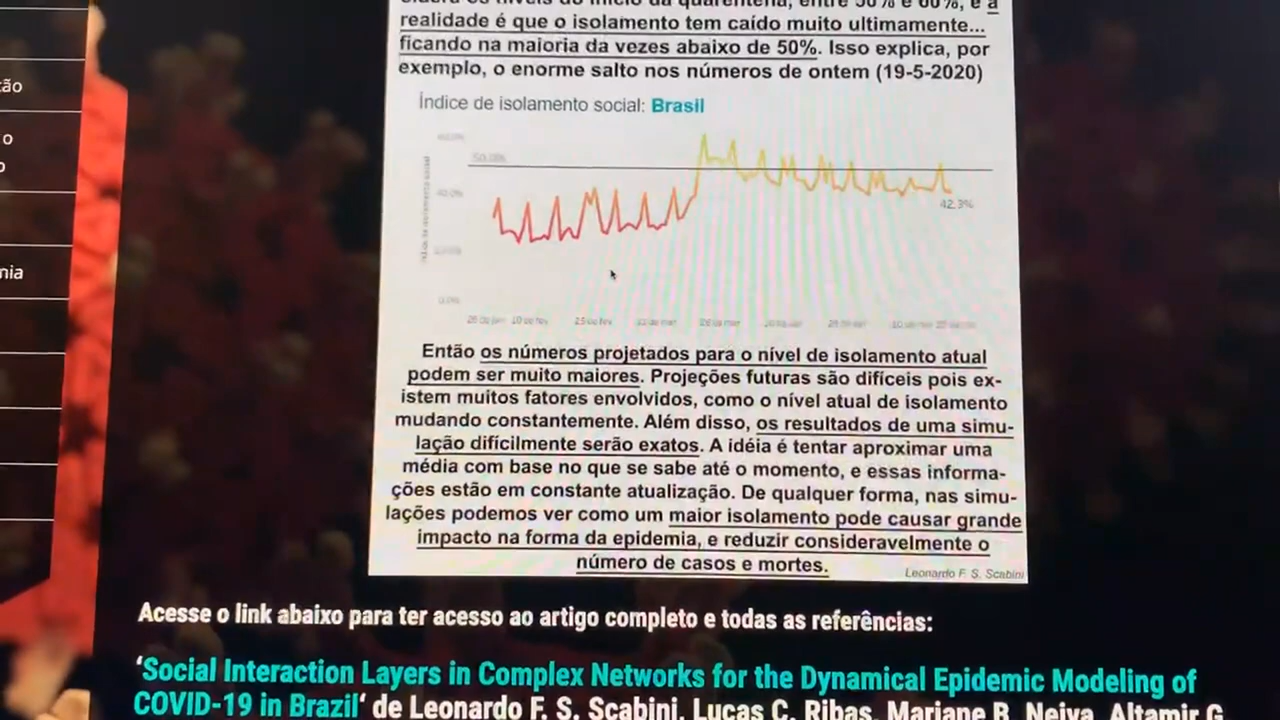 realidade é que o isolamento tem caído muito ultimamente...
ficando na maioria da vezes abaixo de 50%. Isso explica, por
exemplo, o enorme salto nos números de ontem (19-5-2020)
Índice de isolamento social: Brasil
50,0%
40,0%
42,3%
0,0%
Então os números projetados para o nível de isolamento atual
podem ser muito maiores. Projeções futuras são difíceis pois ex-
istem muitos fatores envolvidos, como o nível atual de isolamento
mudando constantemente. Além disso, os resultados de uma simu-
lação difícilmente serão exatos. A idéia é tentar aproximar uma
média com base no que se sabe até o momento, e essas informa-
ções estão em constante atualização. De qualquer forma, nas simu-
lações podemos ver como um maior isolamento pode causar grande
impacto na forma da epidemia, e reduzir consideravelmente o
número de casos e mortes.
Leonardo F. S. Scabini
Acesse o link abaixo para ter acesso ao artigo completo e todas as referências:
‘Social Interaction Layers in Complex Networks for the Dynamical Epidemic Modeling of
COVID-19 in Brazil‘ de Leonardo F. S. Scabini, Lucas C. Ribas, Mariane B. Neiva, Altamir G